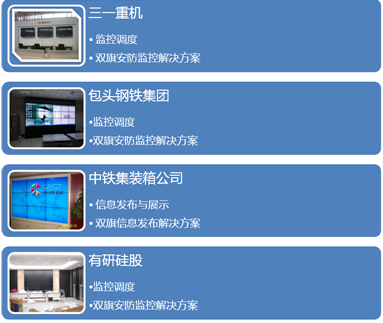 三一重机
• 监控调度
• 双旗安防监控解决方案
包头钢铁集团
•监控调度
•双旗安防监控解决方案
中铁集装箱公司
• 信息发布与展示
• 双旗信息发布解决方案
有研硅股
•监控调度
•双旗安防监控解决方案